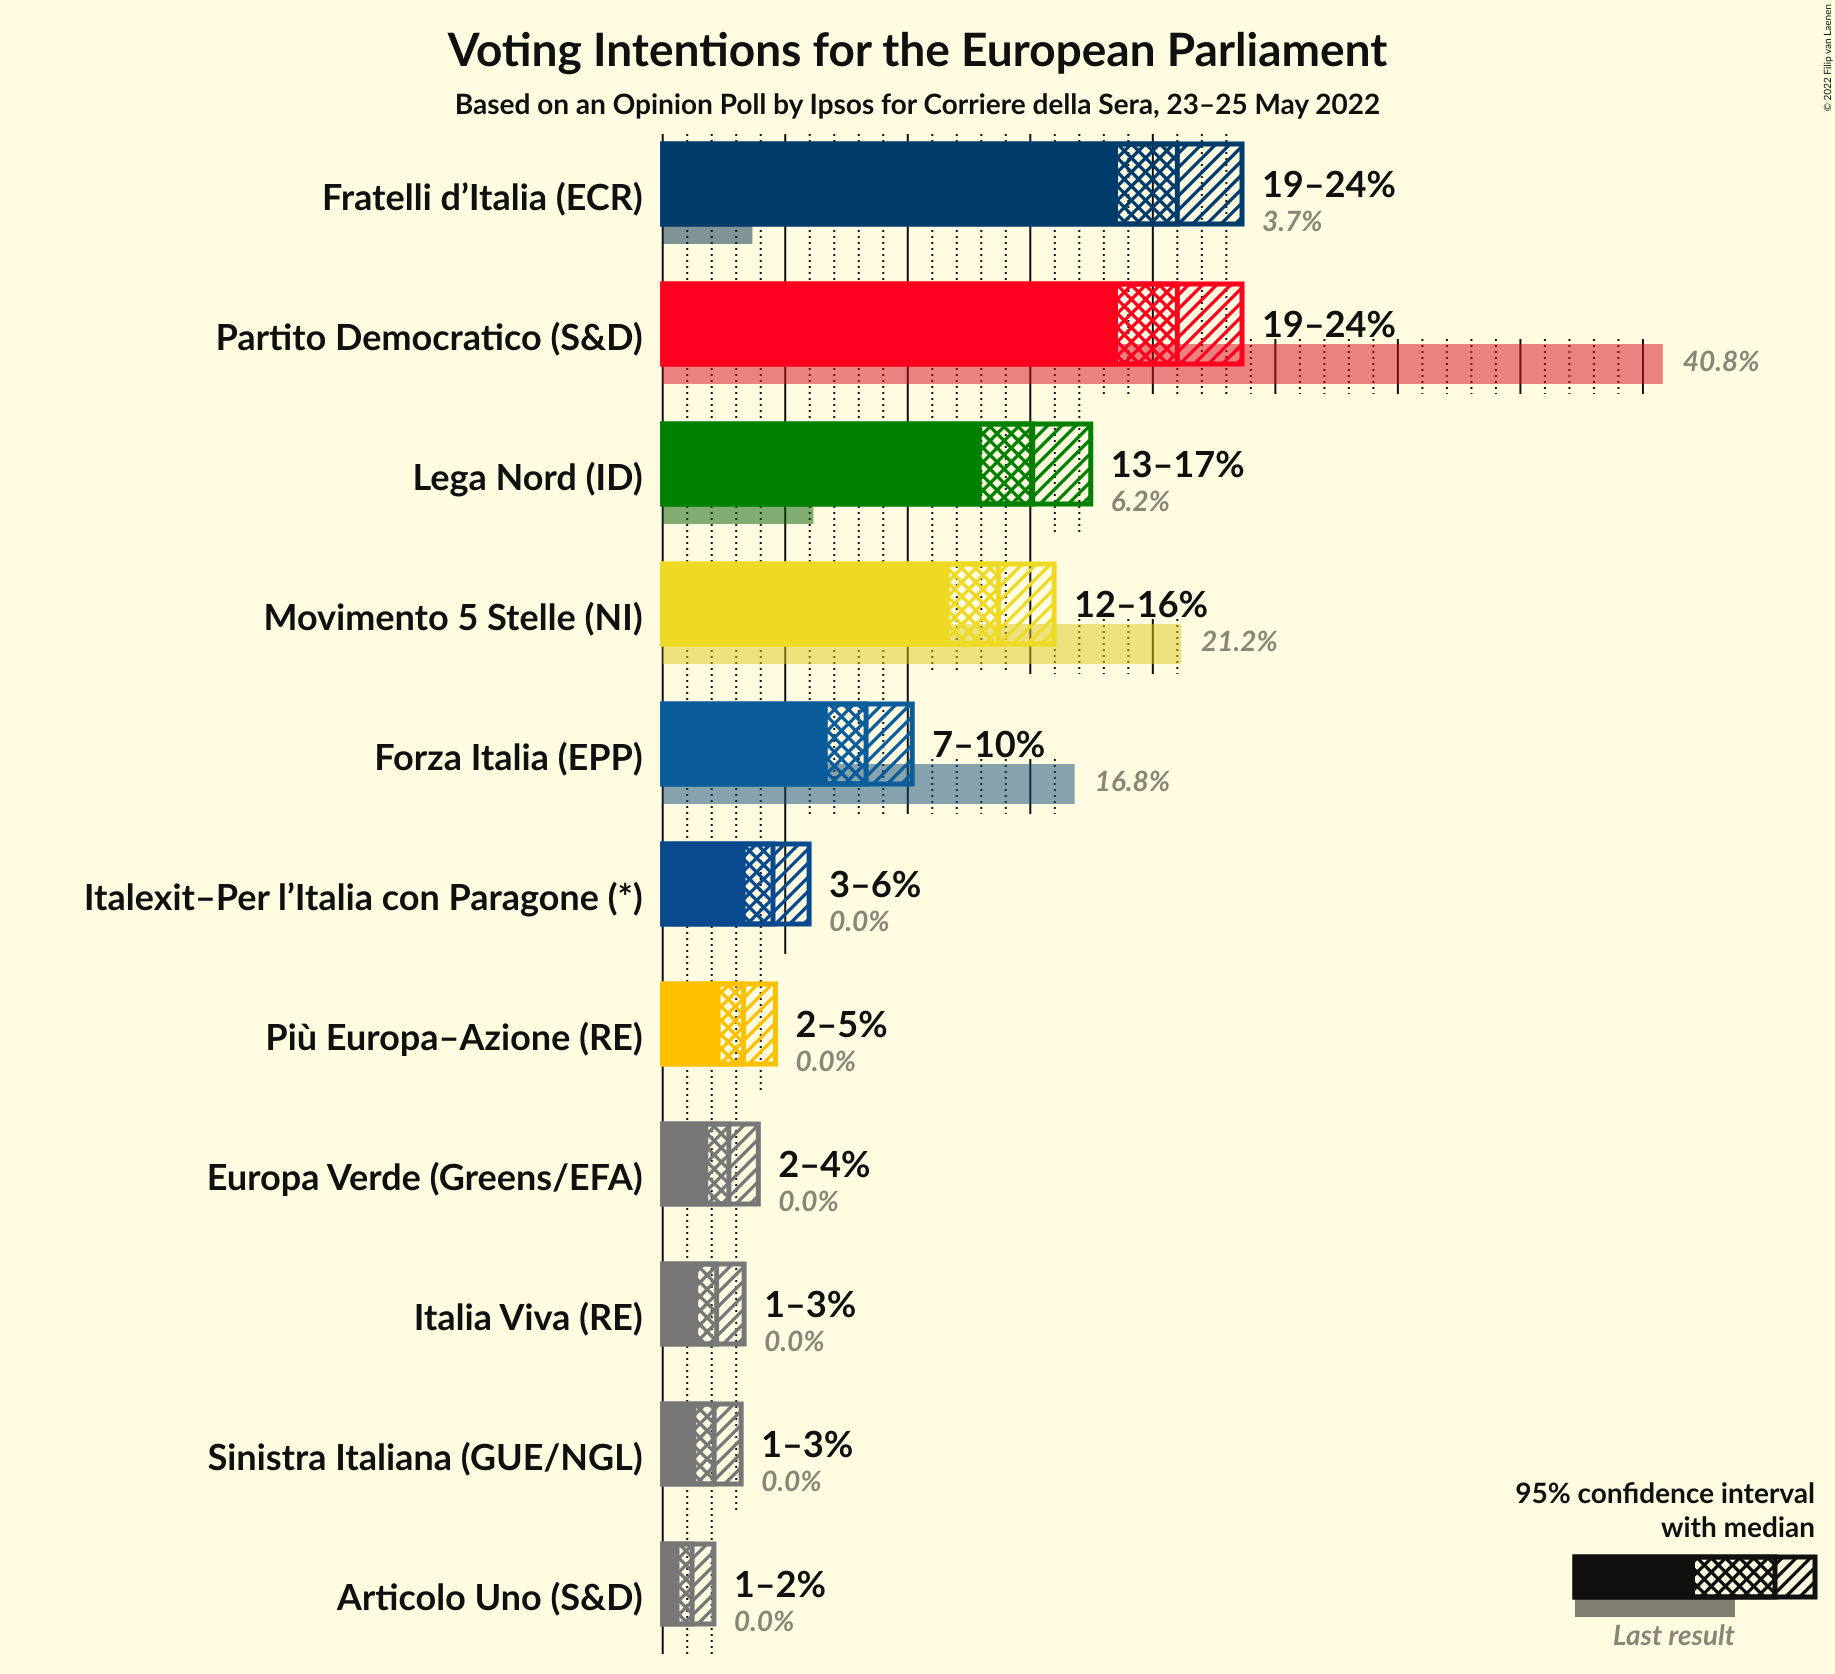 Voting Intentions for the European Parliament
Based on an Opinion Poll by Ipsos for Corriere della Sera, 23–25 May 2022
© 2022 Filip van Laenen
Fratelli d’Italia (ECR)
19–24%
3.7%
Partito Democratico (S&D)
19–24%
40.8%
Lega Nord (ID)
13–17%
6.2%
Movimento 5 Stelle (NI)
12–16%
21.2%
Forza Italia (EPP)
7–10%
16.8%
Italexit–Per l’Italia con Paragone (*)
3–6%
0.0%
Più Europa–Azione (RE)
2–5%
0.0%
Europa Verde (Greens/EFA)
2–4%
0.0%
Italia Viva (RE)
1–3%
0.0%
Sinistra Italiana (GUE/NGL)
1–3%
0.0%
Articolo Uno (S&D)
1–2%
0.0%
95% confidence interval
with median
Last result